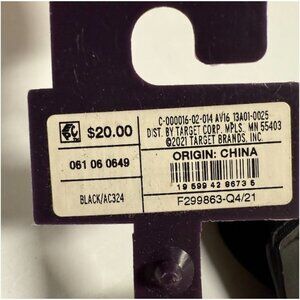 $20.00
061 06 0649
BLACK/AC324
C-000016-02-014 AV16 13A01-0025
DIST. BY TARGET CORP. MPLS, MN 55403
©2021 TARGET BRANDS, INC.
ORIGIN: CHINA
19 599 42 8673 5
F299863-Q4/21